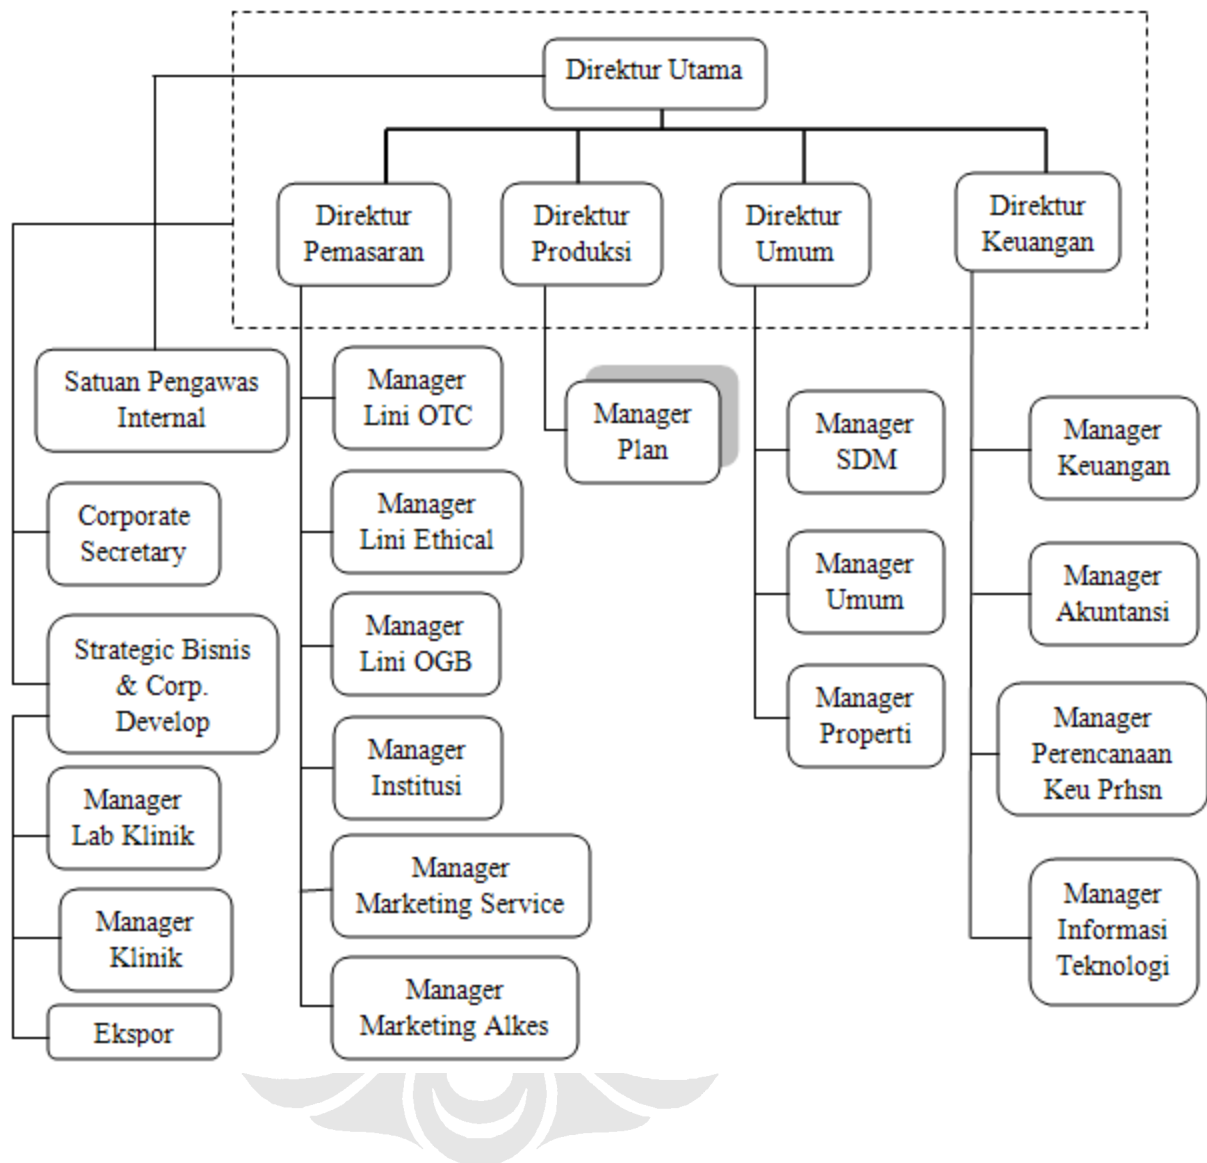 Direktur Utama
Direktur
Pemasaran
Direktur
Produksi
Direktur
Umum
Direktur
Keuangan
Satuan Pengawas
Internal
Corporate
Secretary
Strategic Bisnis
& Corp.
Develop
Manager
Lab Klinik
Manager
Klinik
Ekspor
Manager
Lini OTC
Manager
Lini Ethical
Manager
Lini OGB
Manager
Institusi
Manager
Marketing Service
Manager
Marketing Alkes
Manager
Plan
Manager
SDM
Manager
Umum
Manager
Properti
Manager
Keuangan
Manager
Akuntansi
Manager
Perencanaan
Keu Prhsn
Manager
Informasi
Teknologi